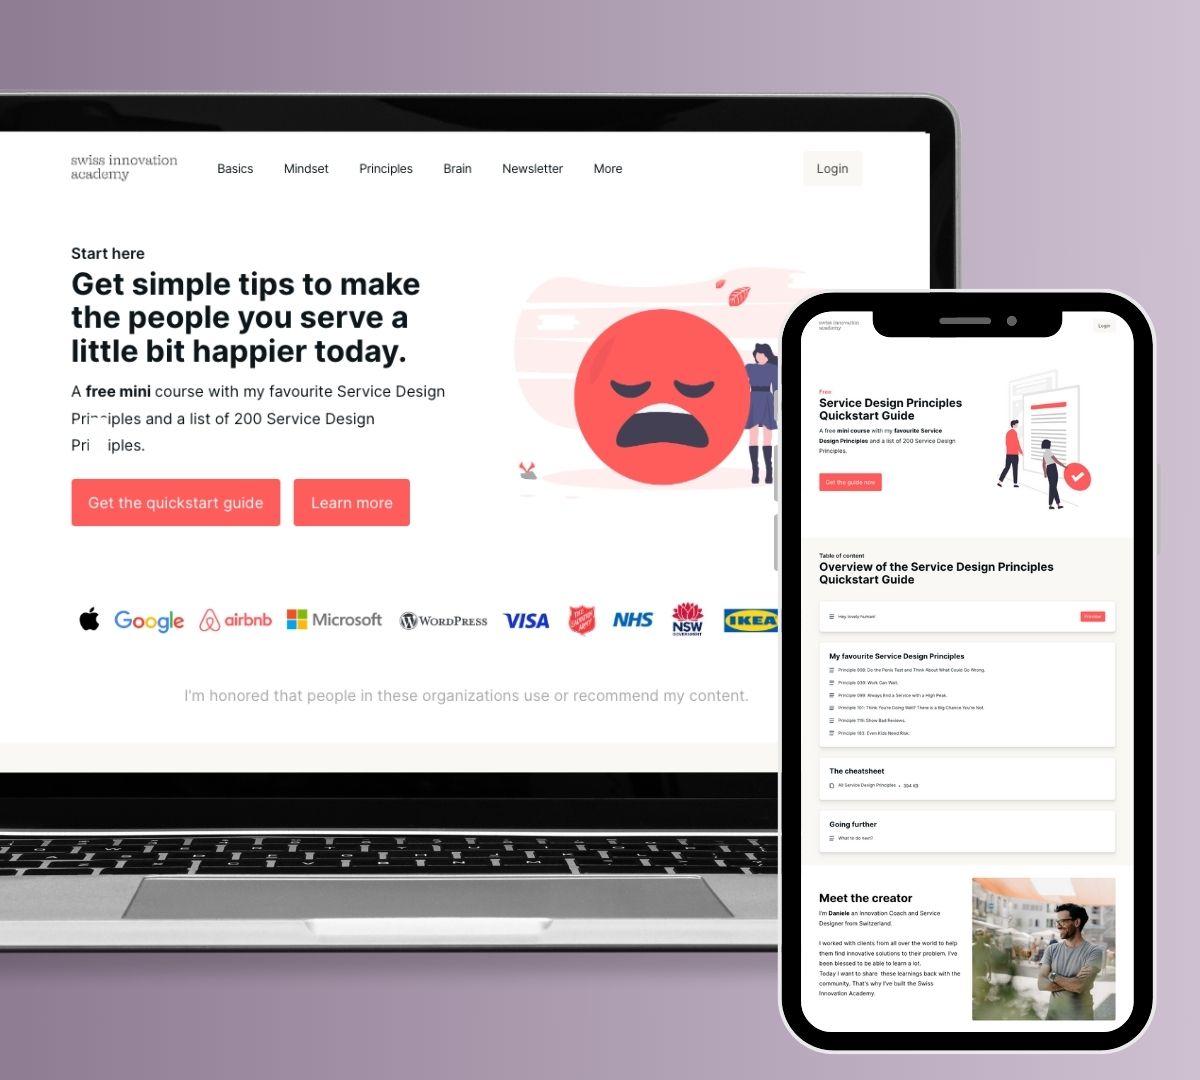 swiss innovation
academy
Basics
Mindset
Principles
Brain
Newsletter
More
Login
Start here
Get simple tips to make
the people you serve a
little bit happier today.
A free mini course with my favourite Service Design
Principles and a list of 200 Service Design
Pri iples.
Get the quickstart guide
Learn more
Google
airbnb
Microsoft
WORDPRESS
VISA
THE SALVATION ARMY
NHS
NSW
GOVERNMENT
IKEA
I'm honored that people in these organizations use or recommend my content.
swiss innovation
academy
Login
Free
Service Design Principles
Quickstart Guide
A free mini course with my favourite Service
Design Principles and a list of 200 Service Design
Principles.
Get the guide now
Table of content
Overview of the Service Design Principles
Quickstart Guide
Hey lovely human!
Preview
My favourite Service Design Principles
Principle 008: Do the Penis Test and Think About What Could Go Wrong.
Principle 039: Work Can Wait.
Principle 099: Always End a Service with a High Peak.
Principle 101: Think You're Doing Well? There is a Big Chance You're Not.
Principle 119: Show Bad Reviews.
Principle 183: Even Kids Need Risk.
The cheatsheet
All Service Design Principles • 394 KB
Going further
What to do next?
Meet the creator
I'm Daniele an Innovation Coach and Service
Designer from Switzerland.
I worked with clients from all over the world to help
them find innovative solutions to their problem. I've
been blessed to be able to learn a lot.
Today I want to share these learnings back with the
community. That's why I've built the Swiss
Innovation Academy.